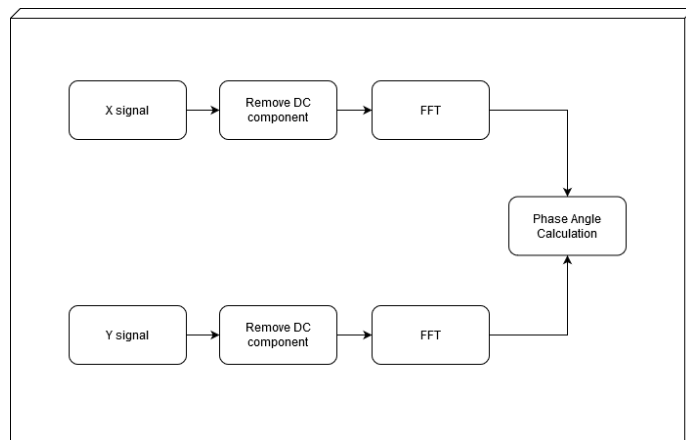 X signal
Remove DC
component
FFT
Phase Angle
Calculation
Y signal
Remove DC
component
FFT